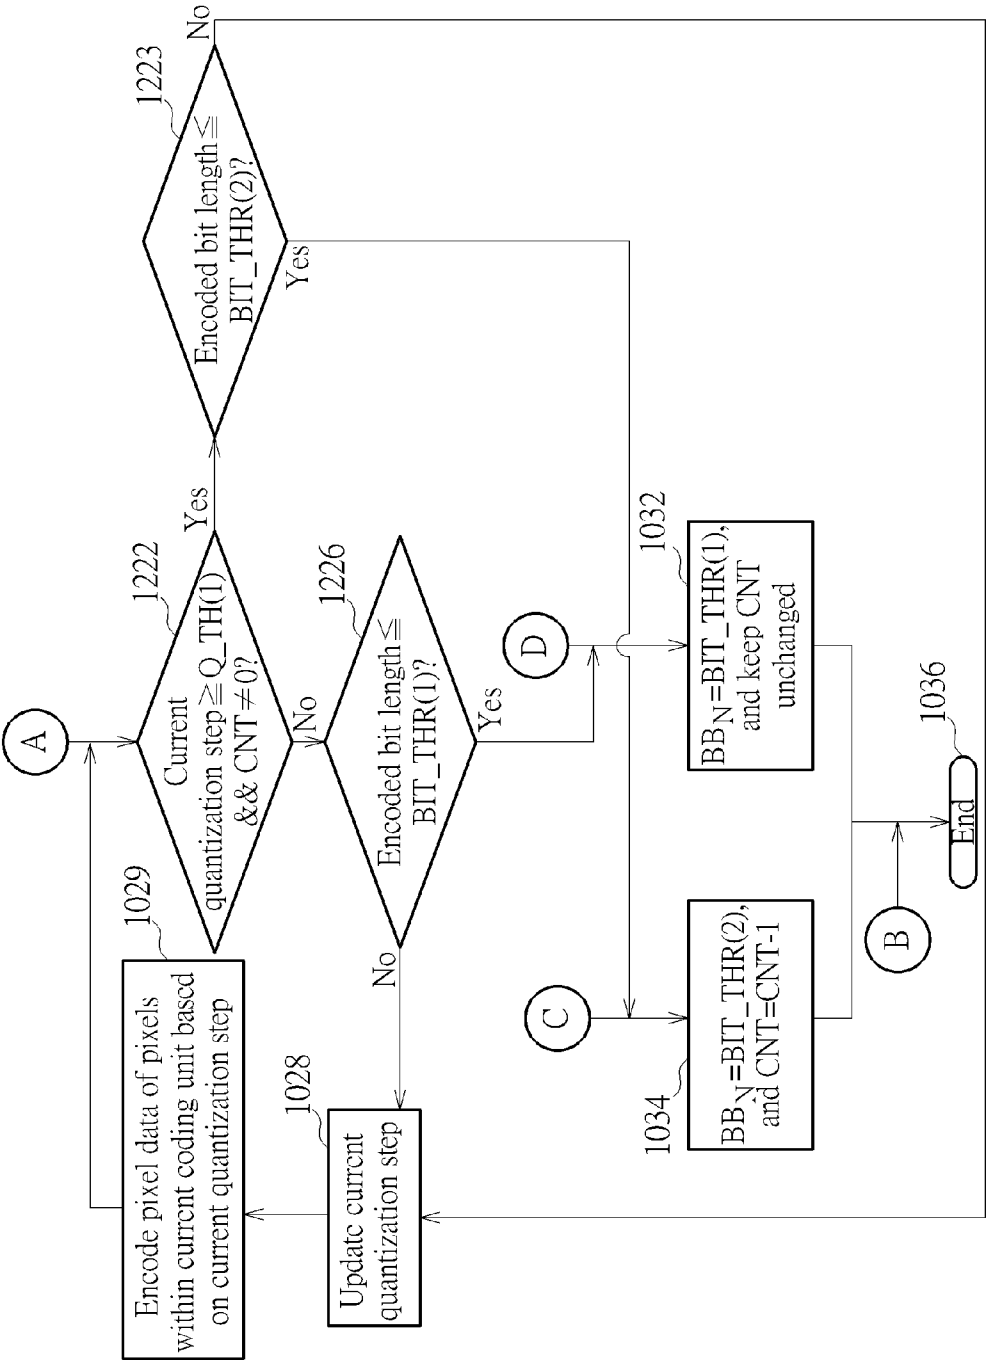 A
1029
Encode pixel data of pixels
within current coding unit based
on current quantization step
1222
Current
quantization step≧Q_TH(1)
&& CNT≠0?
Yes
No
1223
Encoded bit length≦
BIT_THR(2)?
No
Yes
1226
Encoded bit length≦
BIT_THR(1)?
No
Yes
1028
Update current
quantization step
C
D
1034
BB_N=BIT_THR(2),
and CNT=CNT-1
1032
BB_N=BIT_THR(1),
and keep CNT
unchanged
B
1036
End